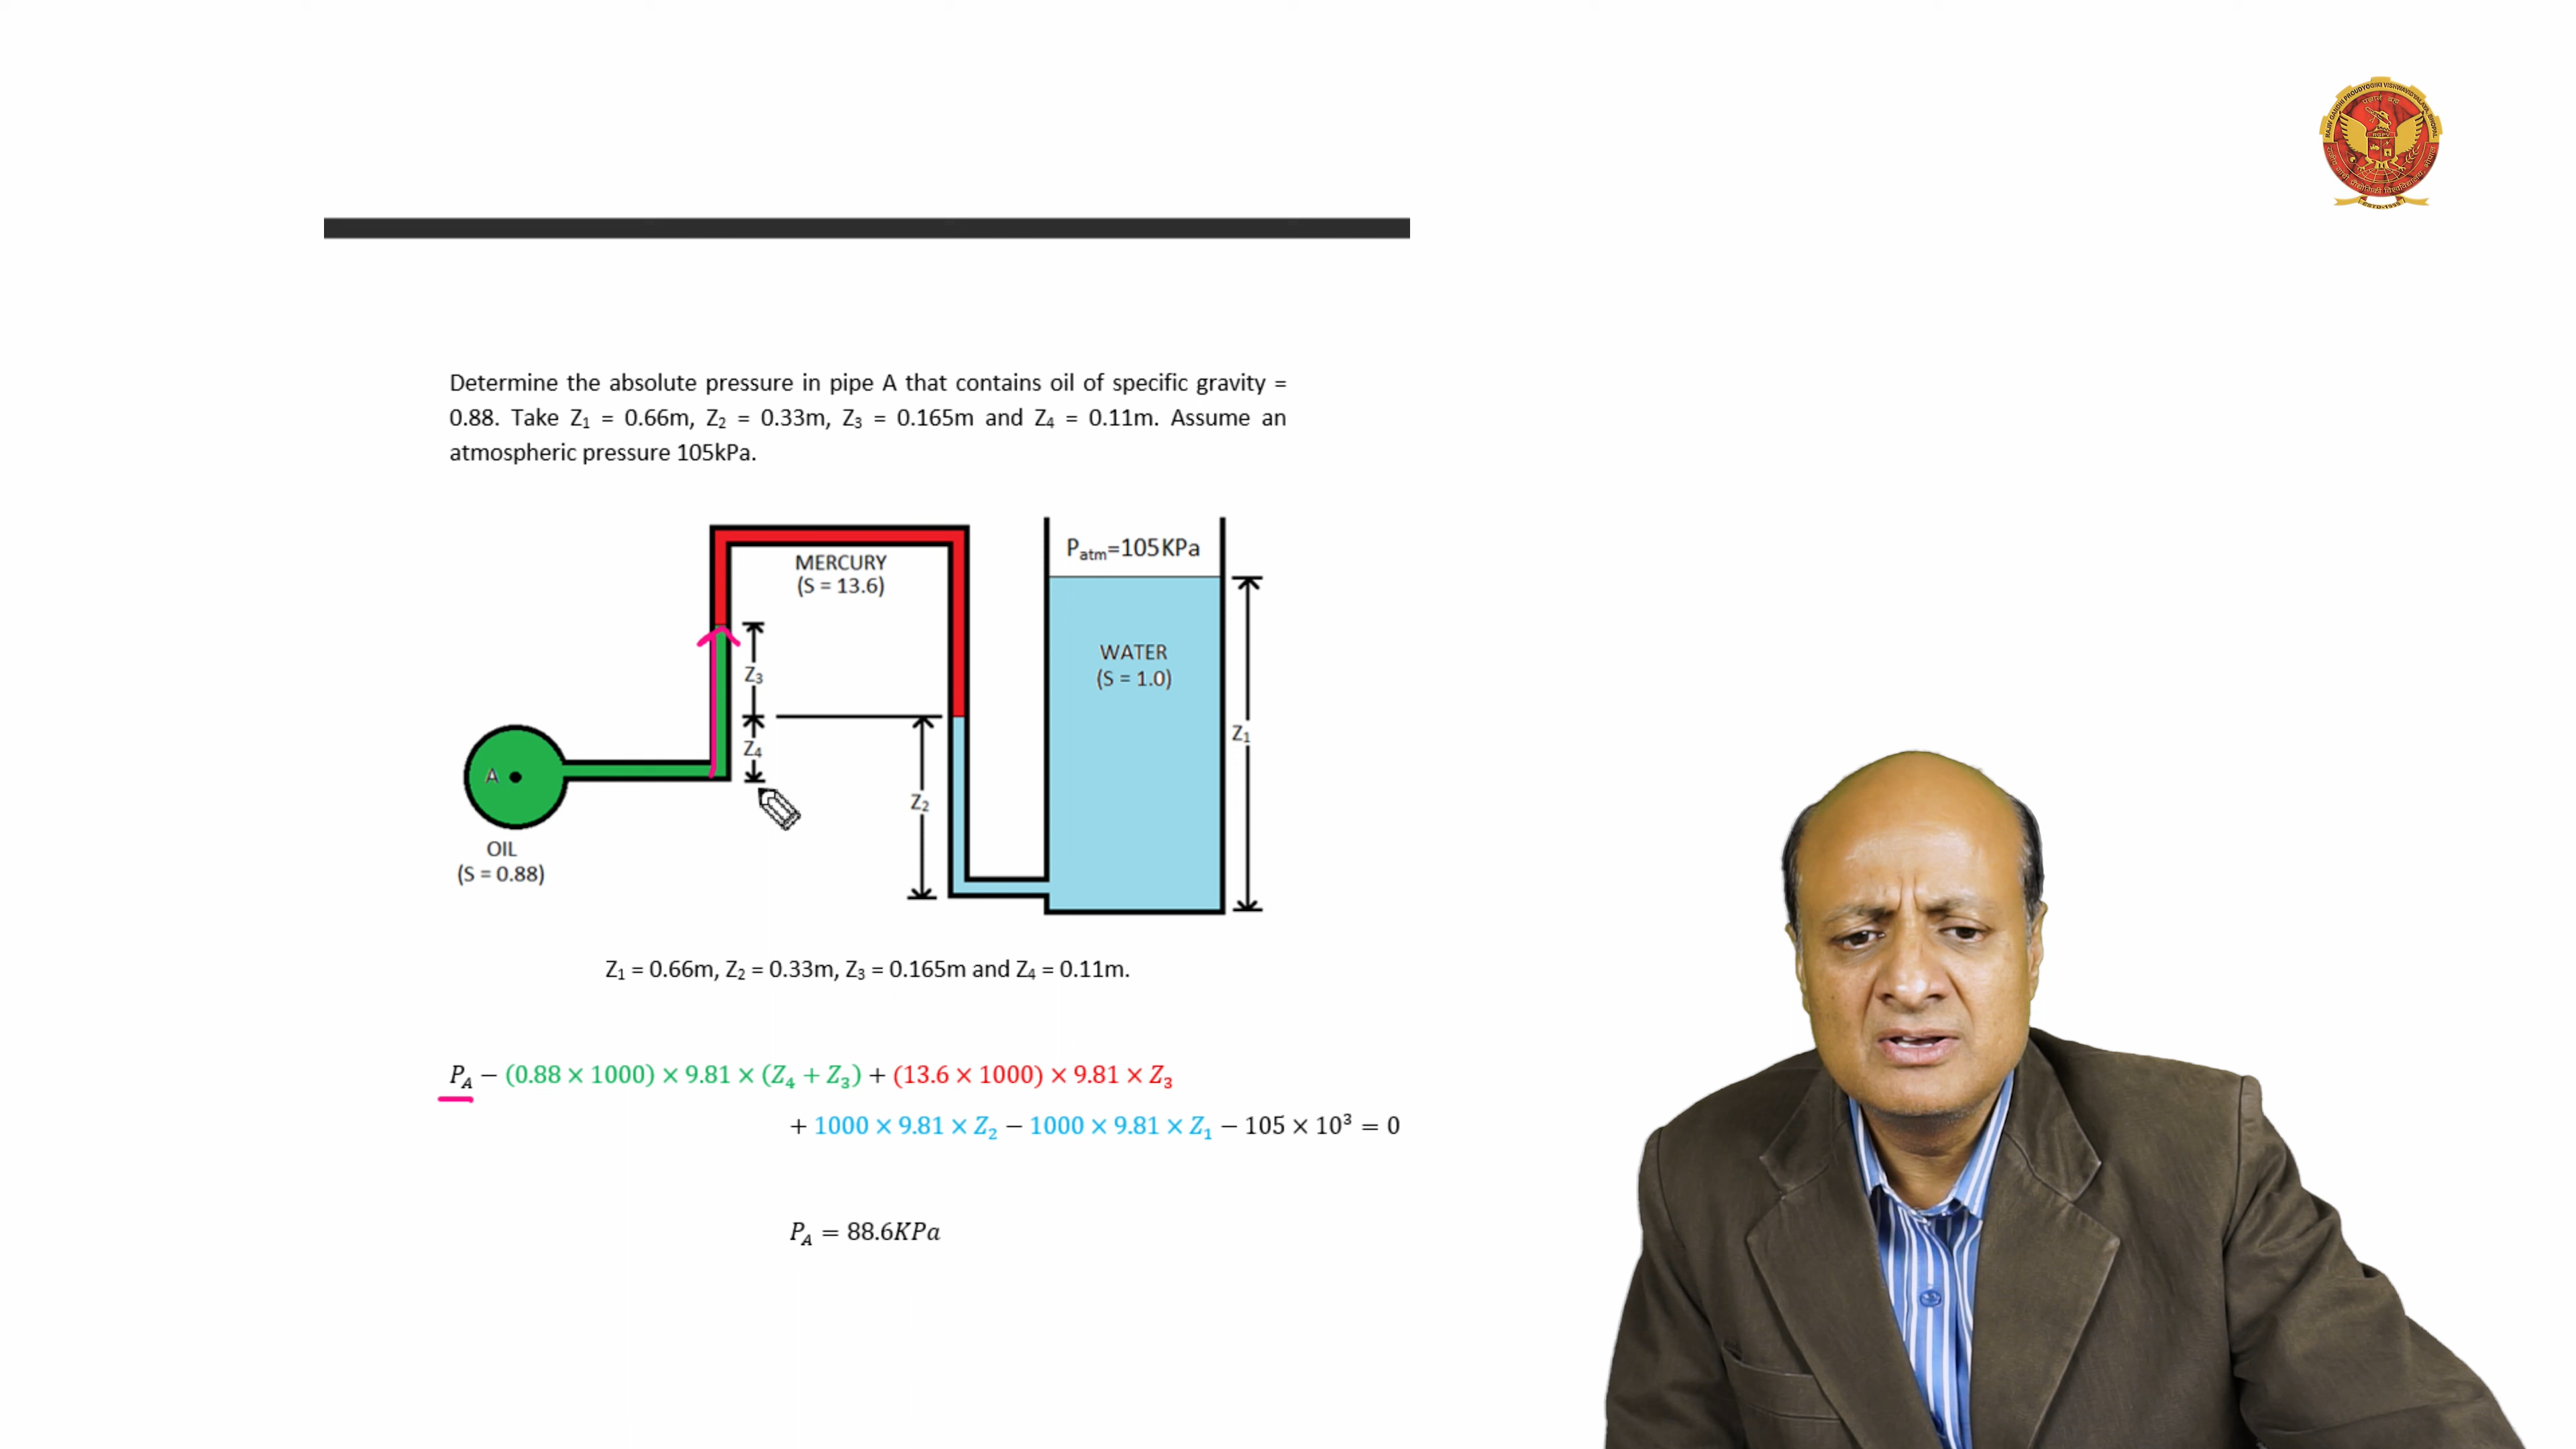 Determine the absolute pressure in pipe A that contains oil of specific gravity =
0.88. Take Z₁ = 0.66m, Z₂ = 0.33m, Z₃ = 0.165m and Z₄ = 0.11m. Assume an
atmospheric pressure 105kPa.
MERCURY
(S = 13.6)
Pₐₜₘ=105KPa
WATER
(S = 1.0)
Z₃
Z₁
Z₄
A
Z₂
OIL
(S = 0.88)
Z₁ = 0.66m, Z₂ = 0.33m, Z₃ = 0.165m and Z₄ = 0.11m.
P_A − (0.88 × 1000) × 9.81 × (Z₄ + Z₃) + (13.6 × 1000) × 9.81 × Z₃
+ 1000 × 9.81 × Z₂ − 1000 × 9.81 × Z₁ − 105 × 10³ = 0
P_A = 88.6KPa